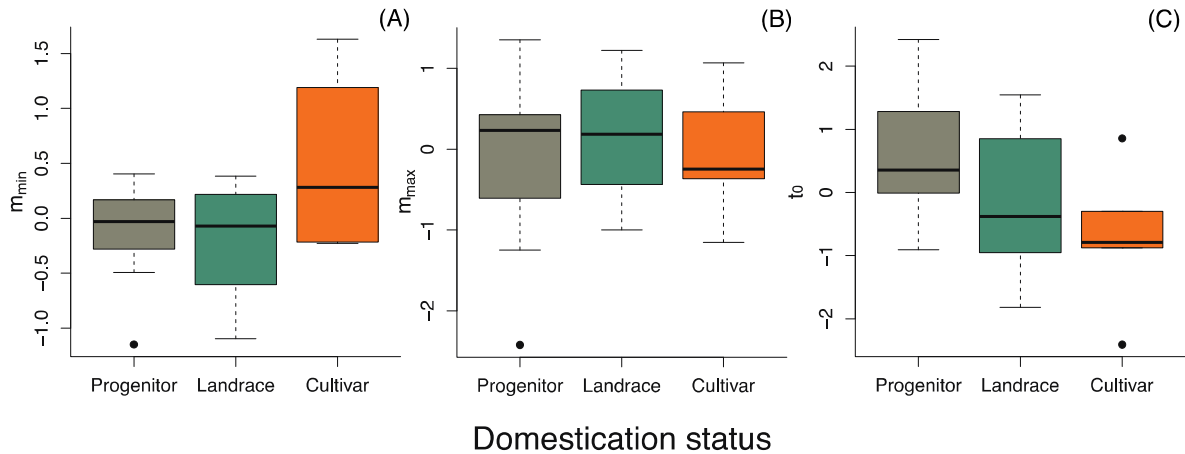 (A)
1.5
1.0
0.5
0.0
−0.5
−1.0
m_min
Progenitor Landrace Cultivar
(B)
1
0
−1
−2
m_max
Progenitor Landrace Cultivar
(C)
2
1
0
−1
−2
t_0
Progenitor Landrace Cultivar
Domestication status